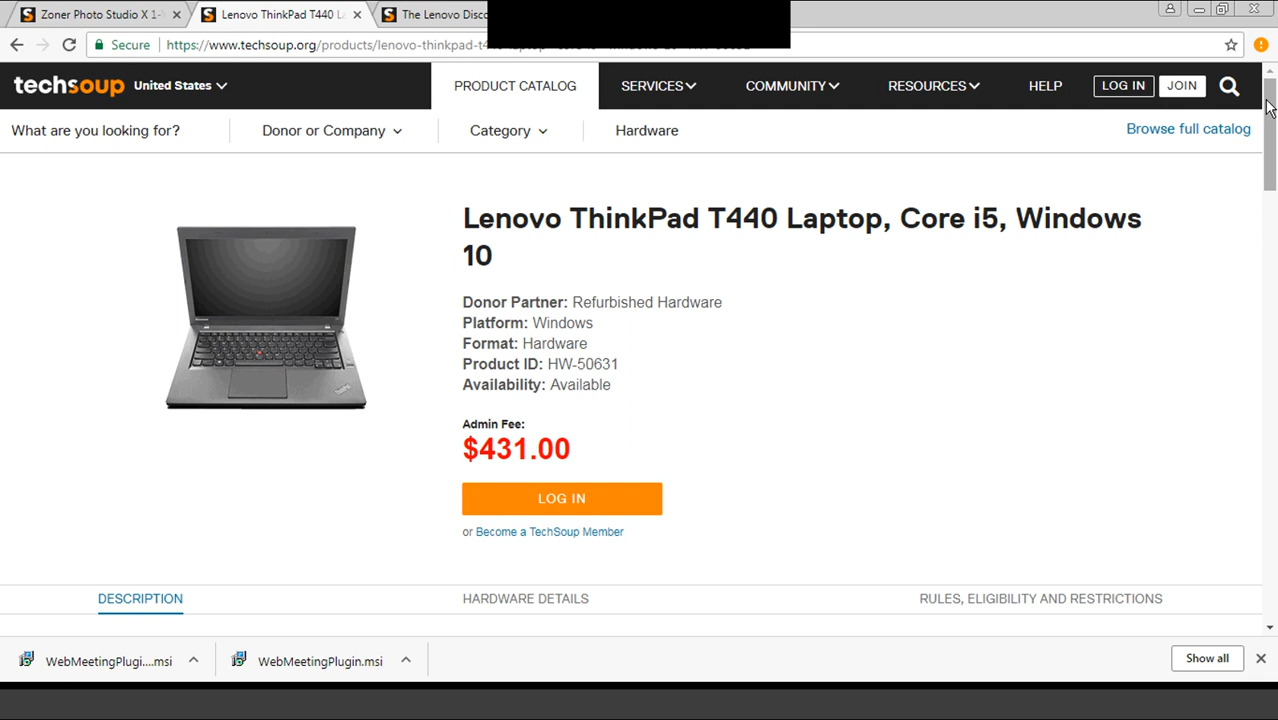 Zoner Photo Studio X 1-Y
Lenovo ThinkPad T440 La
The Lenovo Disco
Secure
https://www.techsoup.org/products/lenovo-thinkpad-t
techsoup United States
PRODUCT CATALOG
SERVICES
COMMUNITY
RESOURCES
HELP
LOG IN
JOIN
What are you looking for?
Donor or Company
Category
Hardware
Browse full catalog
Lenovo ThinkPad T440 Laptop, Core i5, Windows
10
Donor Partner: Refurbished Hardware
Platform: Windows
Format: Hardware
Product ID: HW-50631
Availability: Available
Admin Fee:
$431.00
LOG IN
or Become a TechSoup Member
DESCRIPTION
HARDWARE DETAILS
RULES, ELIGIBILITY AND RESTRICTIONS
WebMeetingPlugi....msi
WebMeetingPlugin.msi
Show all